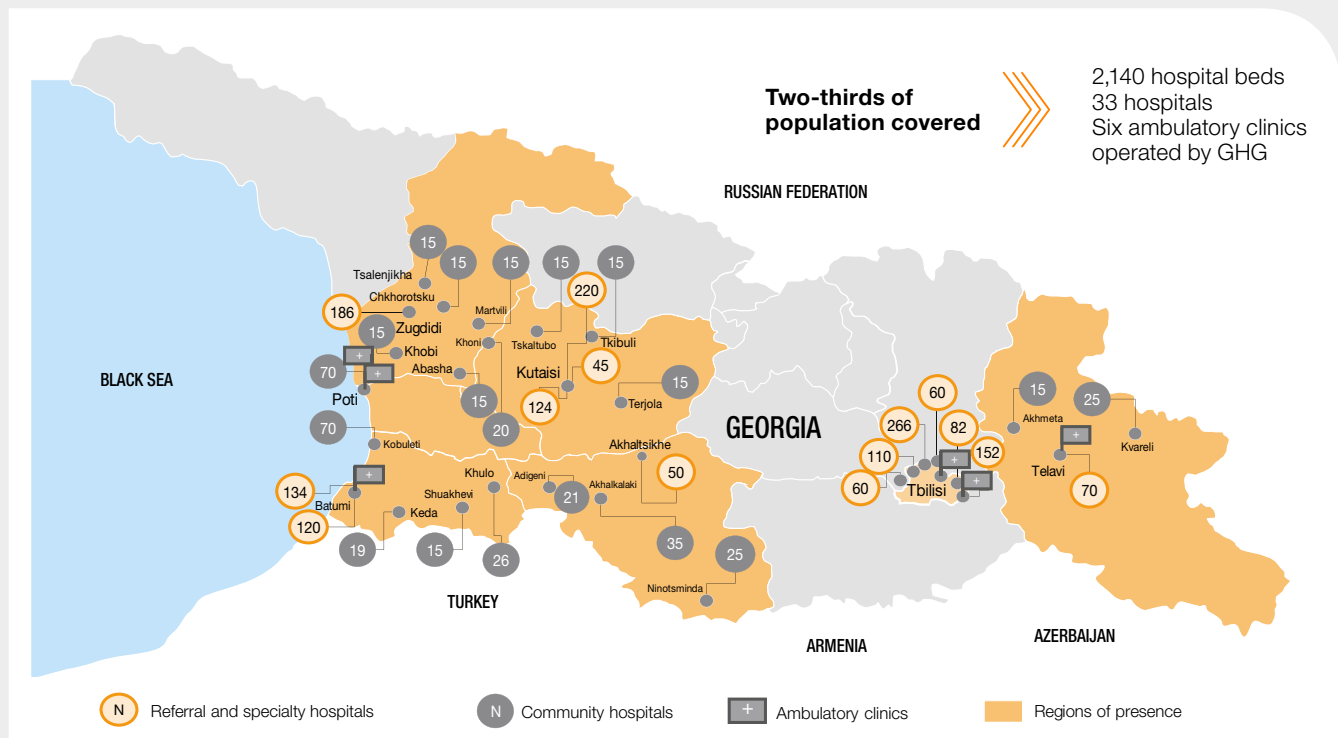 Two-thirds of
population covered
2,140 hospital beds
33 hospitals
Six ambulatory clinics
operated by GHG
RUSSIAN FEDERATION
BLACK SEA
GEORGIA
TURKEY
ARMENIA
AZERBAIJAN
15
15
15
15
15
220
Tsalenjikha
Chkhorotsku
186
Zugdidi
Martvili
15
Khobi
Khoni
Tskaltubo
Tkibuli
+
+
70
Poti
Abasha
15
20
Kutaisi
45
124
15
Terjola
70
Kobuleti
Akhaltsikhe
50
134
+
Batumi
120
Keda
19
Shuakhevi
15
Khulo
26
Adigeni
21
Akhalkalaki
35
25
Ninotsminda
60
266
82
110
152
60
+
+
Tbilisi
15
Akhmeta
25
Kvareli
+
Telavi
70
N Referral and specialty hospitals
N Community hospitals
+ Ambulatory clinics
Regions of presence